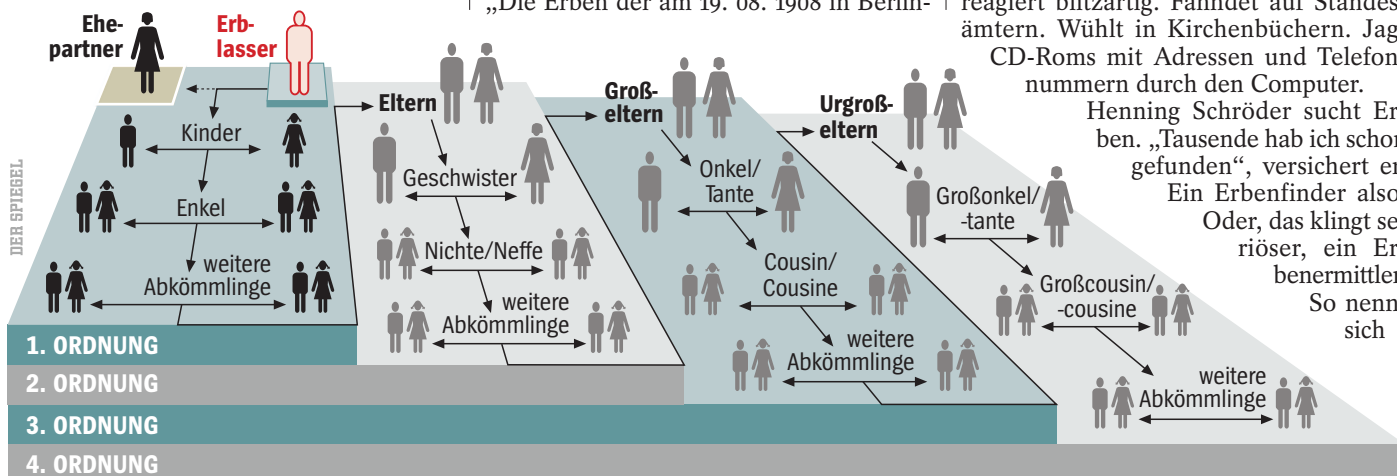 „Die Erben der am 19. 08. 1908 in Berlin-
reagiert blitzartig. Fahndet auf Standes
ämtern. Wühlt in Kirchenbüchern. Jag
CD-Roms mit Adressen und Telefon
nummern durch den Computer.
Henning Schröder sucht Er
ben. „Tausende hab ich schon
gefunden“, versichert er
Ein Erbenfinder also
Oder, das klingt se
riöser, ein Er
benermittler
So nenn
sich
Ehe-
partner
Erb-
lasser
Kinder
Enkel
weitere
Abkömmlinge
1. ORDNUNG
Eltern
Geschwister
Nichte/Neffe
weitere
Abkömmlinge
2. ORDNUNG
Groß-
eltern
Onkel/
Tante
Cousin/
Cousine
weitere
Abkömmlinge
3. ORDNUNG
Urgroß-
eltern
Großonkel/
-tante
Großcousin/
-cousine
weitere
Abkömmlinge
4. ORDNUNG
DER SPIEGEL